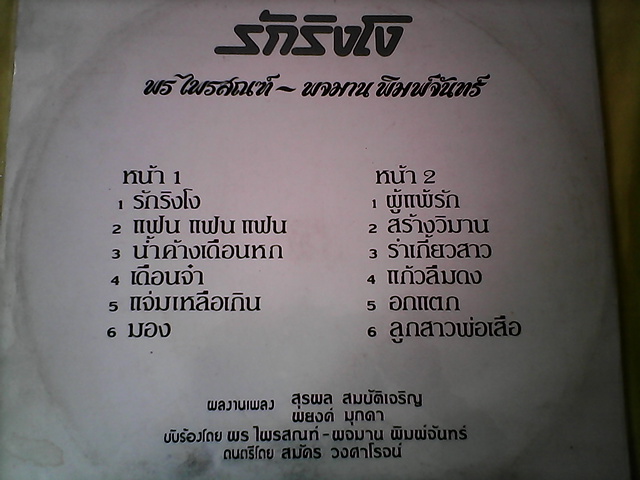 รักริงโง
พร ไพรสณฑ์ ~ พจมาน พิมพ์จันทร์
หน้า 1
1 รักริงโง
2 แฟน แฟน แฟน
3 น้ำค้างเดือนหก
4 เดือนจ๋า
5 แจ่มเหลือเกิน
6 มอง
หน้า 2
1 ผู้แพ้รัก
2 สร้างวิมาน
3 ร่าเกี้ยวสาว
4 แก้วลืมดง
5 อกแตก
6 ลูกสาวพ่อเสือ
ผลงานเพลง สุรพล สมบัติเจริญ
พยงค์ มุกดา
ขับร้องโดย พร ไพรสณฑ์ - พจมาน พิมพ์จันทร์
ดนตรีโดย สมัคร วงศาโรจน์